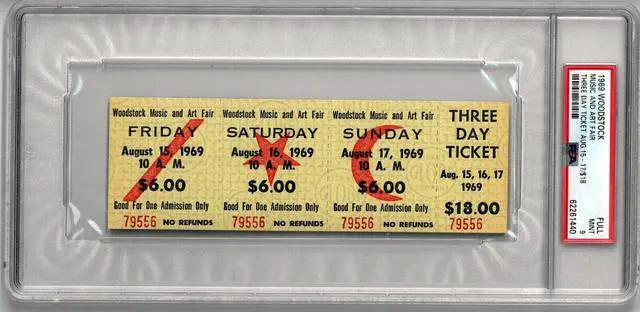 Woodstock Music and Art Fair
FRIDAY
August 15, 1969
10 A. M.
$6.00
Good For One Admission Only
79556 NO REFUNDS
Woodstock Music and Art Fair
SATURDAY
August 16, 1969
10 A. M.
$6.00
Good For One Admission Only
79556 NO REFUNDS
Woodstock Music and Art Fair
SUNDAY
August 17, 1969
10 A. M.
$6.00
Good For One Admission Only
79556 NO REFUNDS
THREE
DAY
TICKET
Aug. 15, 16, 17
1969
$18.00
79556
1969 WOODSTOCK
MUSIC AND ART FAIR
THREE DAY TICKET AUG.15 - 17/$18
PSA
FULL
MINT
9
62261440